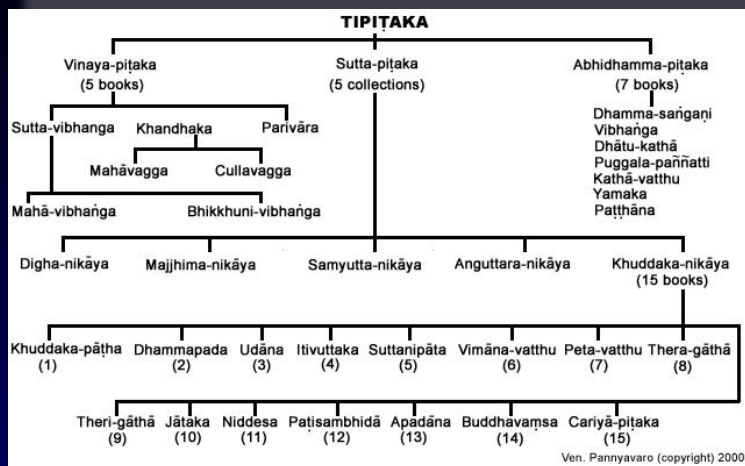 TIPIṬAKA
Vinaya-piṭaka Sutta-piṭaka Abhidhamma-piṭaka
(5 books) (5 collections) (7 books)
Sutta-vibhanga Khandhaka Parivāra
Mahāvagga Cullavagga
Mahā-vibhaṅga Bhikkhuni-vibhaṅga
Dhamma-saṅgaṇi
Vibhaṅga
Dhātu-kathā
Puggala-paññatti
Kathā-vatthu
Yamaka
Paṭṭhāna
Digha-nikāya Majjhima-nikāya Samyutta-nikāya Anguttara-nikāya Khuddaka-nikāya
(15 books)
Khuddaka-pāṭha Dhammapada Udāna Itivuttaka Suttanipāta Vimāna-vatthu Peta-vatthu Thera-gāthā
(1) (2) (3) (4) (5) (6) (7) (8)
Theri-gāthā Jātaka Niddesa Paṭisambhidā Apadāna Buddhavaṃsa Cariyā-piṭaka
(9) (10) (11) (12) (13) (14) (15)
Ven. Pannyavaro (copyright) 2000